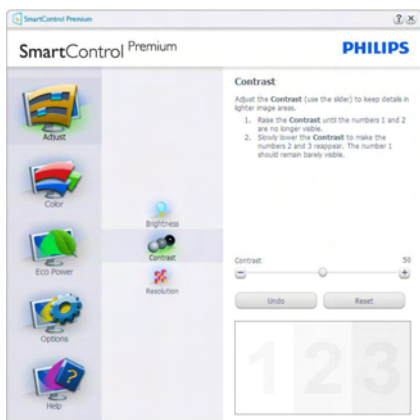 SmartControl Premium
SmartControl Premium
PHILIPS
Adjust
Color
Eco Power
Options
Help
Brightness
Contrast
Resolution
Contrast
Adjust the Contrast (use the slider) to keep details in
lighter image areas.
1. Raise the Contrast until the numbers 1 and 2
are no longer visible.
2. Slowly lower the Contrast to make the
numbers 2 and 3 reappear. The number 1
should remain barely visible.
Contrast
50
Undo
Reset
1 2 3